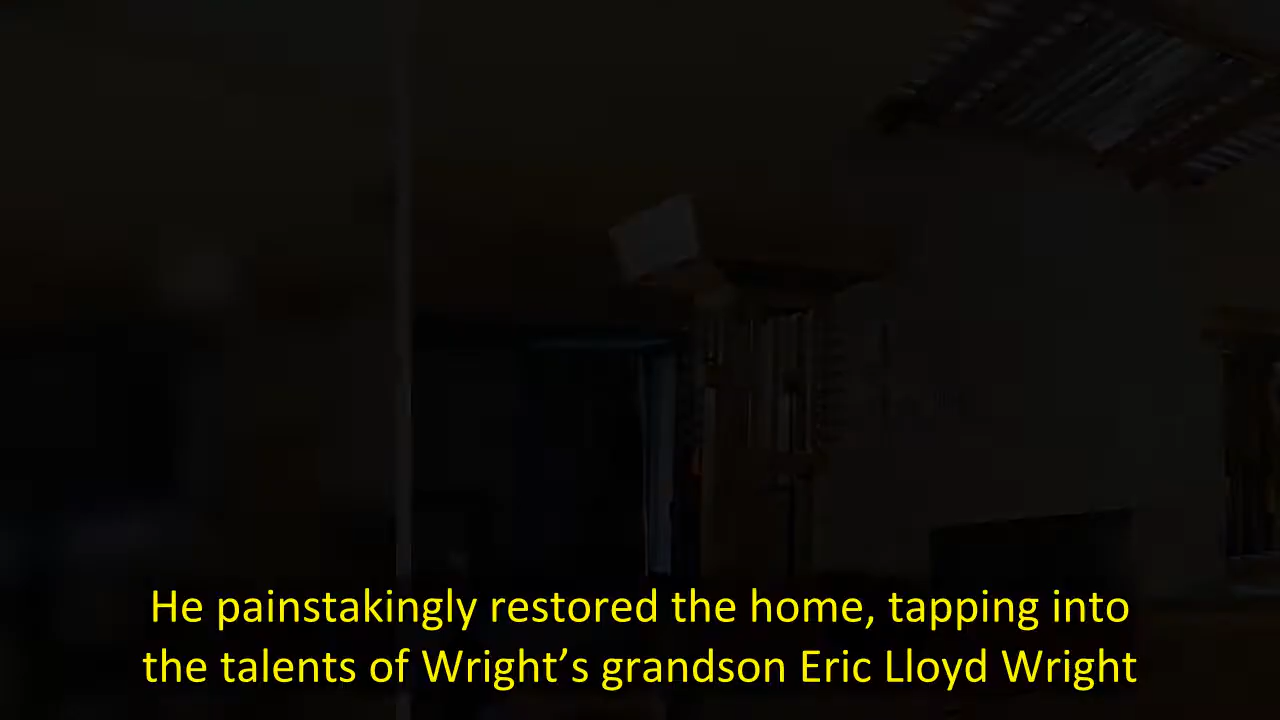 He painstakingly restored the home, tapping into
the talents of Wright’s grandson Eric Lloyd Wright